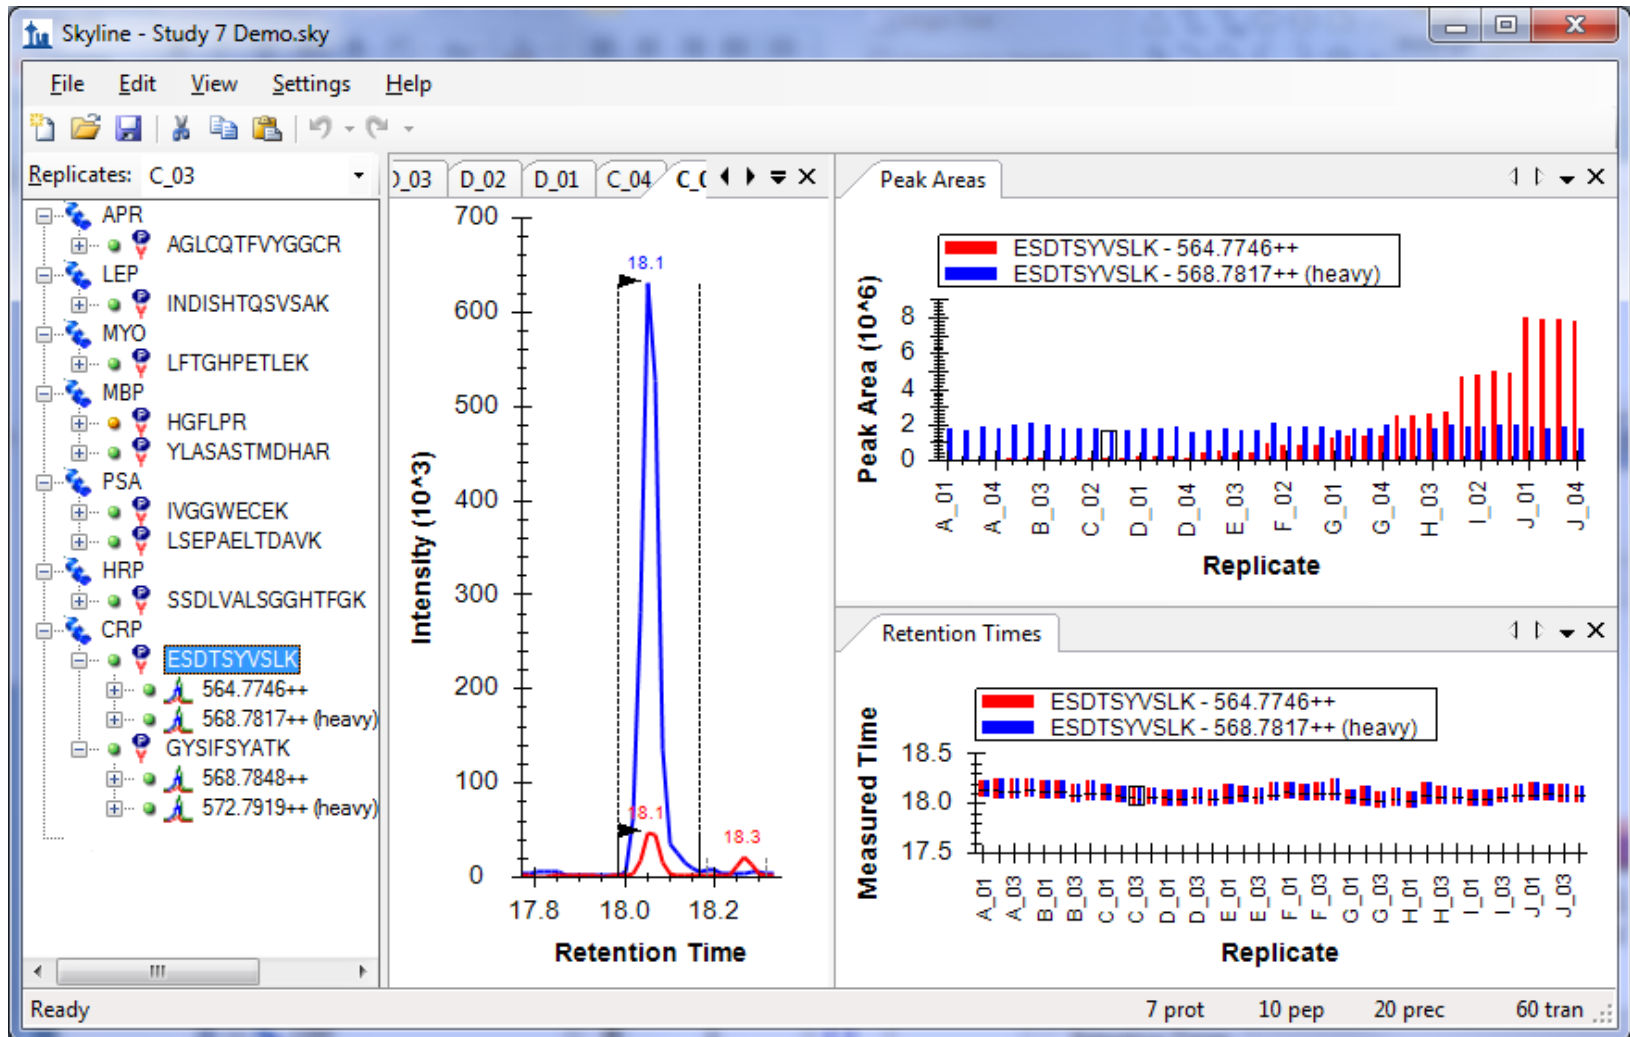 Skyline - Study 7 Demo.sky
File Edit View Settings Help
Replicates: C_03
APR
AGLCQTFVYGGCR
LEP
INDISHTQSVSAK
MYO
LFTGHPETLEK
MBP
HGFLPR
YLASASTMDHAR
PSA
IVGGWECEK
LSEPAELTDAVK
HRP
SSDLVALSGGHTFGK
CRP
ESDTSYVSLK
564.7746++
568.7817++ (heavy)
GYSIFSYATK
568.7848++
572.7919++ (heavy)
D_02 D_01 C_04
700
600
500
400
300
200
100
0
Intensity (10^3)
18.1
18.1
18.3
17.8 18.0 18.2
Retention Time
Peak Areas
ESDTSYVSLK - 564.7746++
ESDTSYVSLK - 568.7817++ (heavy)
Peak Area (10^6)
8
6
4
2
0
A_01 A_04 B_03 C_02 D_01 D_04 E_03 F_02 G_01 G_04 H_03 I_02 J_01 J_04
Replicate
Retention Times
ESDTSYVSLK - 564.7746++
ESDTSYVSLK - 568.7817++ (heavy)
Measured Time
18.5
18.0
17.5
A_01 A_03 B_01 B_03 C_01 C_03 D_01 D_03 E_01 E_03 F_01 F_03 G_01 G_03 H_01 H_03 I_01 I_03 J_01 J_03
Replicate
Ready 7 prot 10 pep 20 prec 60 tran